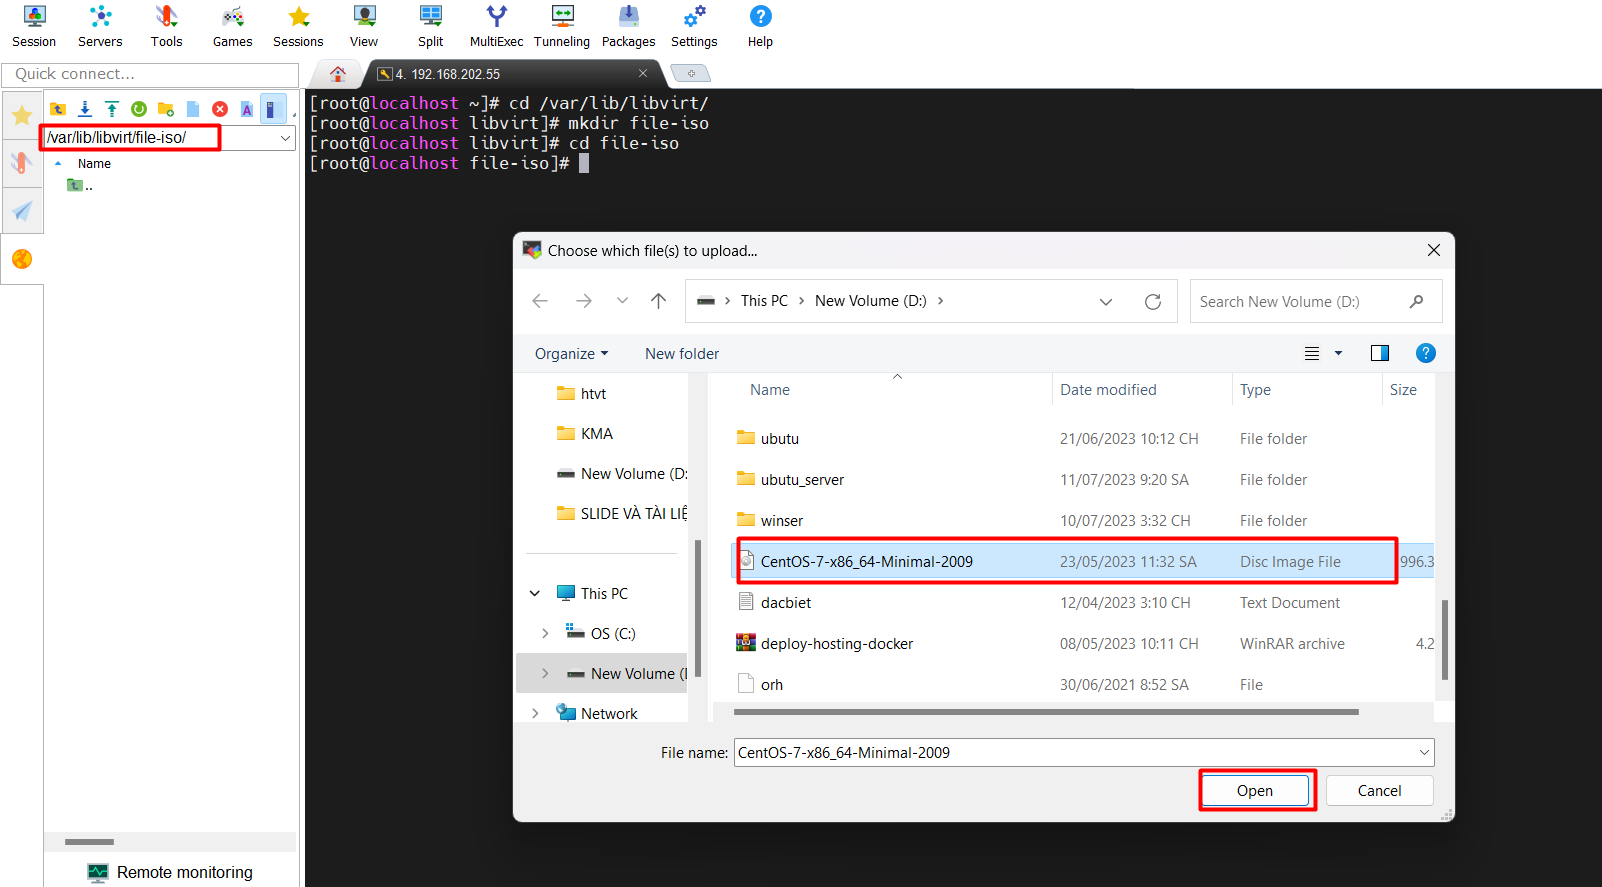 Session Servers Tools Games Sessions View Split MultiExec Tunneling Packages Settings Help
Quick connect...
4. 192.168.202.55
/var/lib/libvirt/file-iso/
Name
..
[root@localhost ~]# cd /var/lib/libvirt/
[root@localhost libvirt]# mkdir file-iso
[root@localhost libvirt]# cd file-iso
[root@localhost file-iso]#
Choose which file(s) to upload...
This PC > New Volume (D:) >
Search New Volume (D:)
Organize New folder
htvt
KMA
New Volume (D:
SLIDE VÀ TÀI LIỆ
This PC
OS (C:)
New Volume (
Network
Name Date modified Type Size
ubutu 21/06/2023 10:12 CH File folder
ubutu_server 11/07/2023 9:20 SA File folder
winser 10/07/2023 3:32 CH File folder
CentOS-7-x86_64-Minimal-2009 23/05/2023 11:32 SA Disc Image File 996.3
dacbiet 12/04/2023 3:10 CH Text Document
deploy-hosting-docker 08/05/2023 10:11 CH WinRAR archive 4.2
orh 30/06/2021 8:52 SA File
File name: CentOS-7-x86_64-Minimal-2009
Open Cancel
Remote monitoring